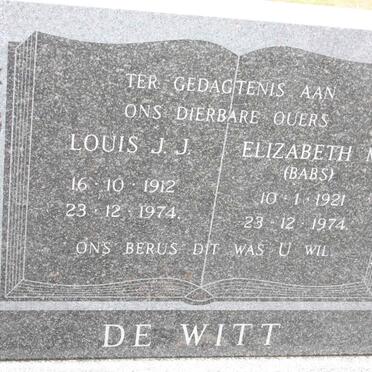 TER GEDAGTENIS AAN
ONS DIERBARE OUERS
LOUIS J. J. ELIZABETH
(BABS)
16·10·1912 10·1·1921
23·12·1974. 23·12·1974.
ONS BERUS DIT WAS U WIL.
DE WITT